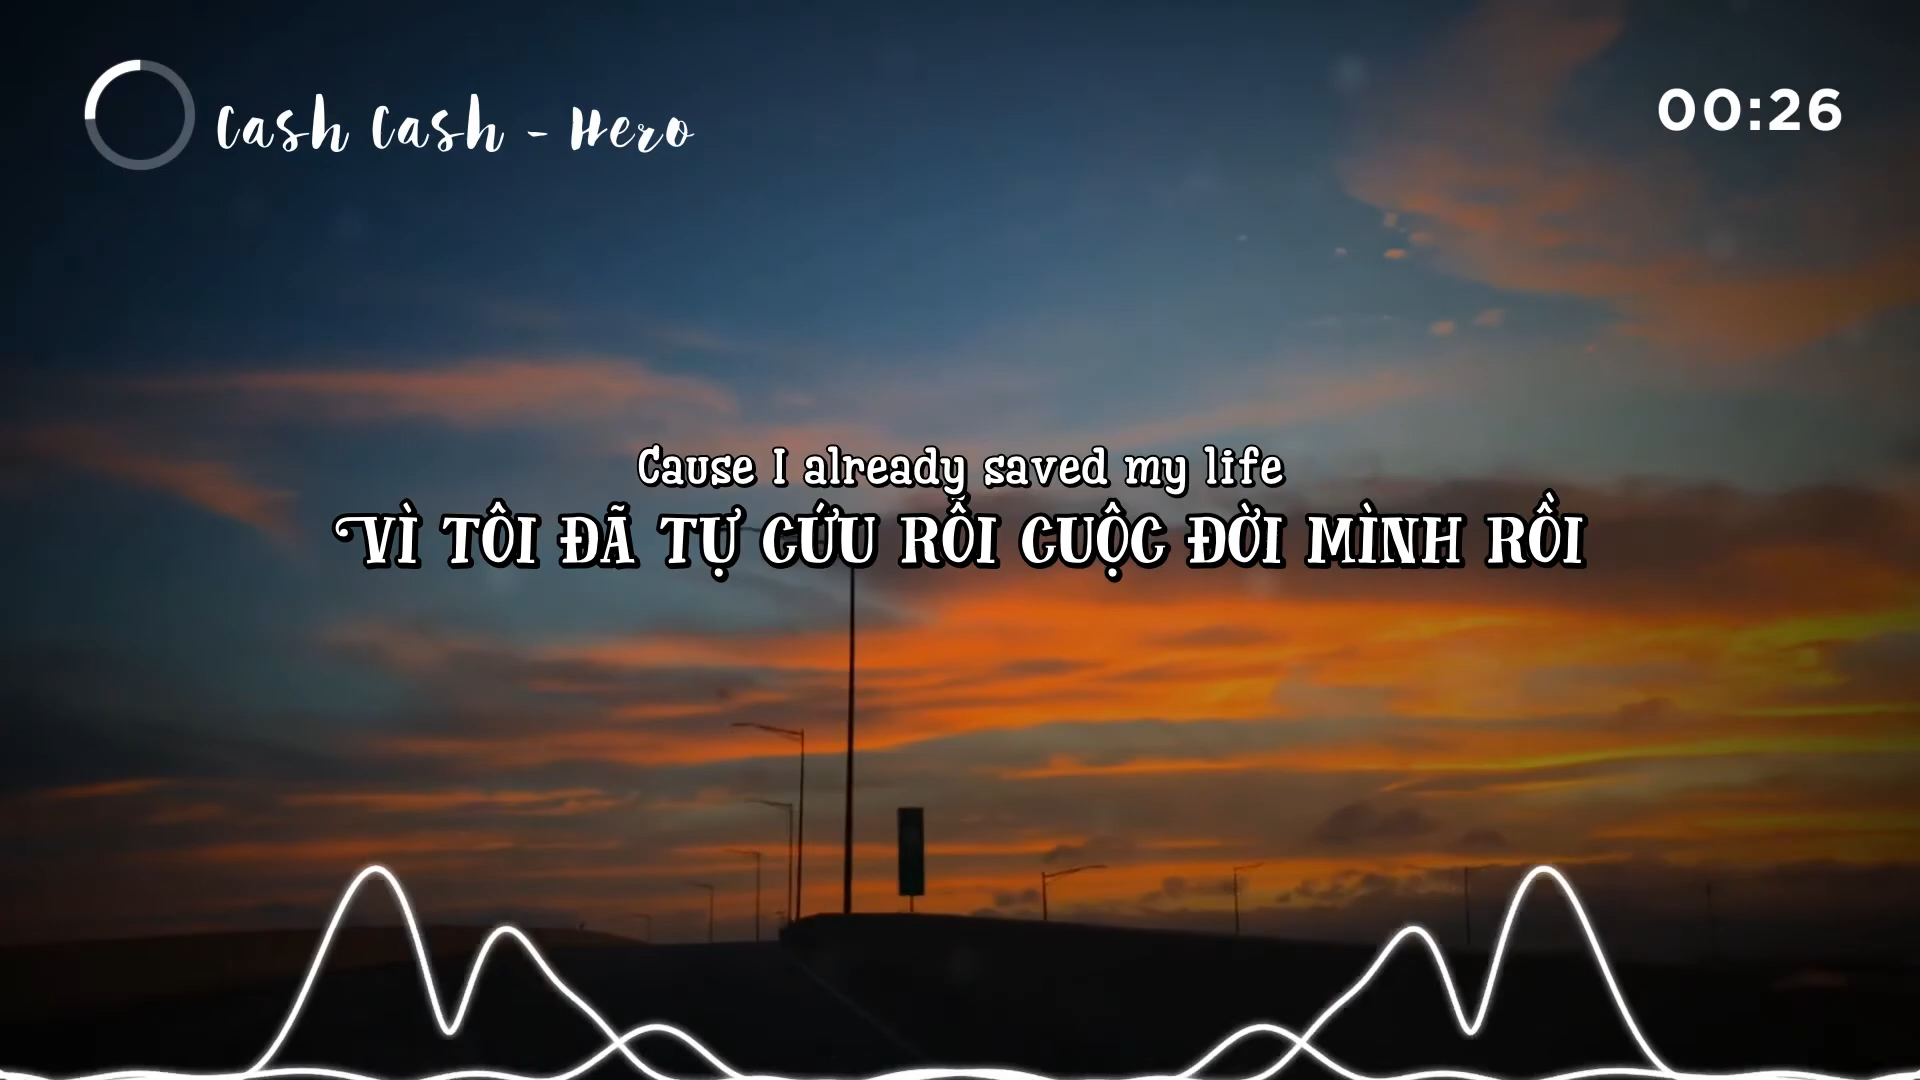 Cash Cash - Hero
00:26
Cause I already saved my life
VÌ TÔI ĐÃ TỰ CỨU RỖI CUỘC ĐỜI MÌNH RỒI